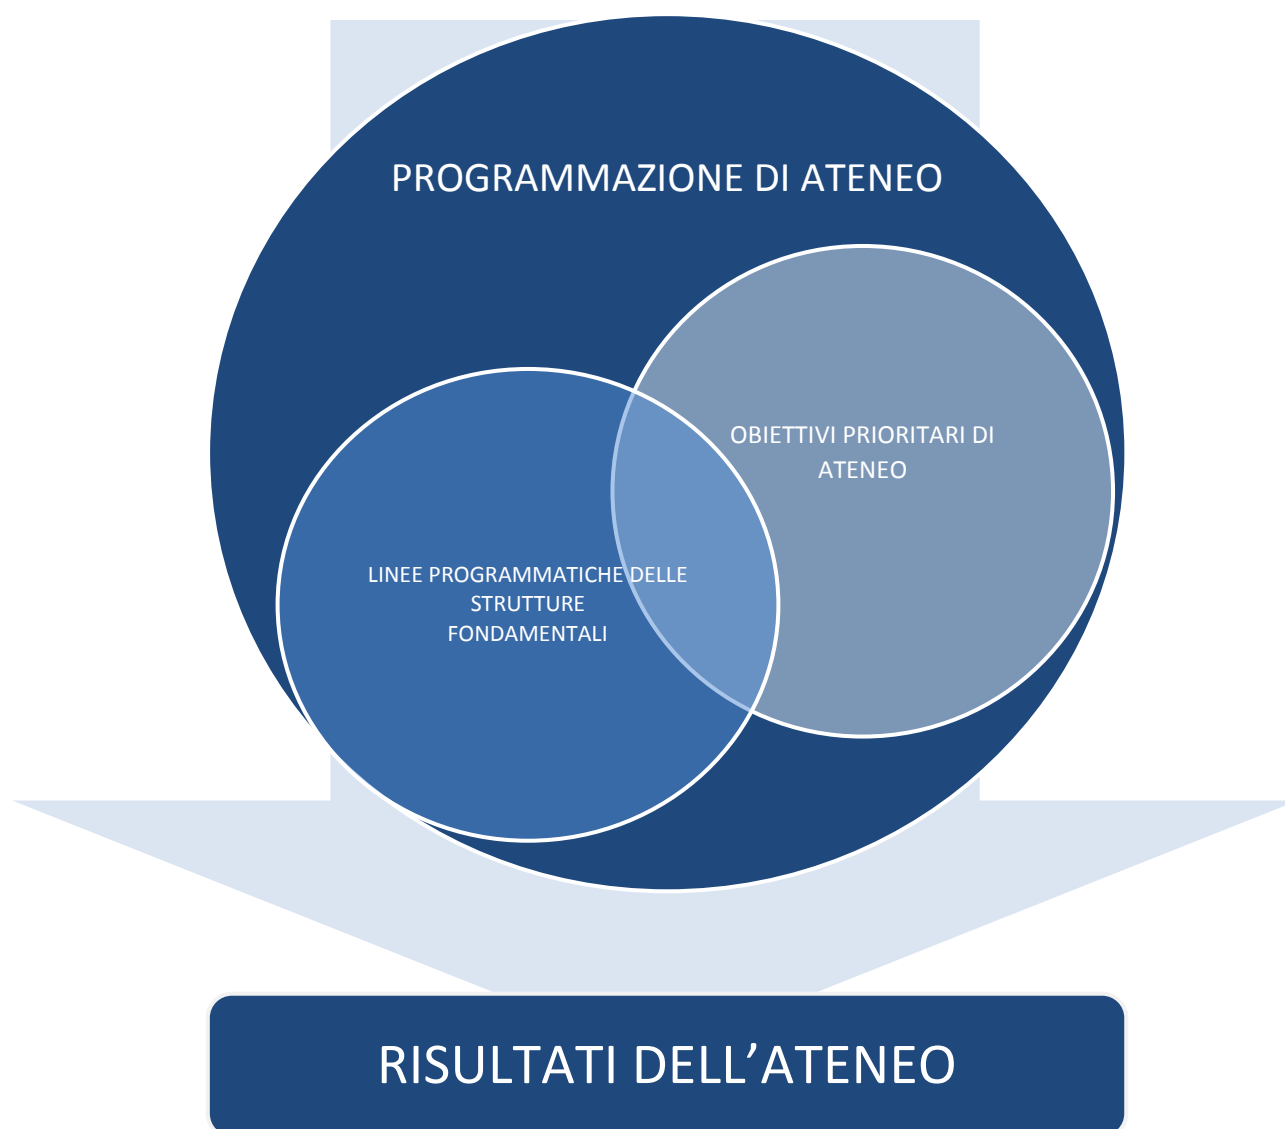 PROGRAMMAZIONE DI ATENEO
OBIETTIVI PRIORITARI DI
ATENEO
LINEE PROGRAMMATICHE DELLE
STRUTTURE
FONDAMENTALI
RISULTATI DELL’ATENEO